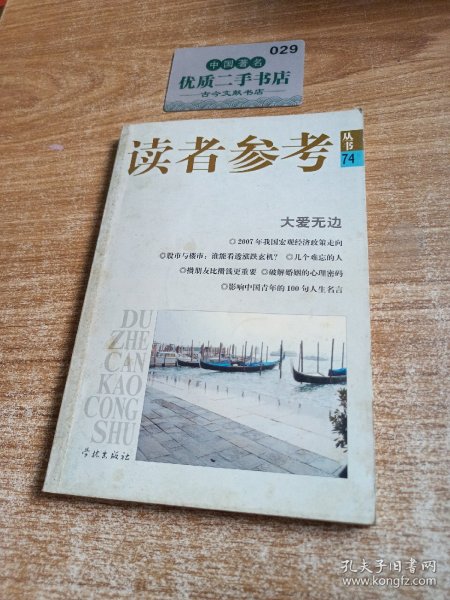 029
中国著名
优质二手书店
古今文献书店
读者参考
丛书
74
大爱无边
◎2007年我国宏观经济政策走向
◎股市与楼市：谁能看透涨跌玄机？ ◎几个难忘的人
◎攒朋友比攒钱更重要 ◎破解婚姻的心理密码
◎影响中国青年的100句人生名言
DU
ZHE
CAN
KAO
CONG
SHU
学林出版社
孔夫子旧书网
www.kongfz.com